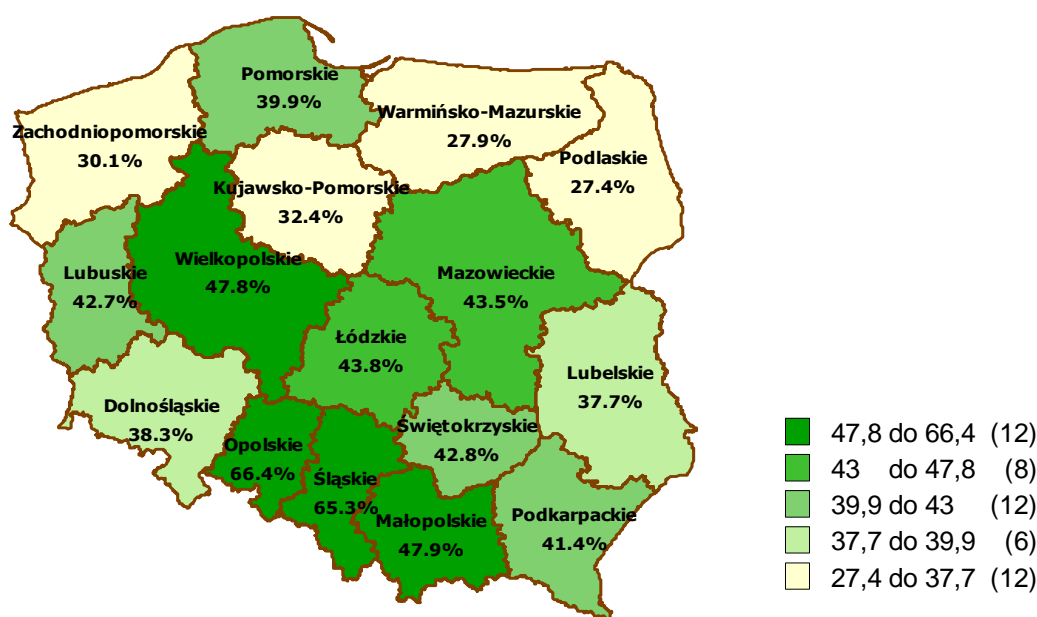 Pomorskie
39.9%
Warmińsko-Mazurskie
27.9%
Zachodniopomorskie
30.1%
Podlaskie
27.4%
Kujawsko-Pomorskie
32.4%
Wielkopolskie
47.8%
Lubuskie
42.7%
Mazowieckie
43.5%
Łódzkie
43.8%
Lubelskie
37.7%
Dolnośląskie
38.3%
Świętokrzyskie
42.8%
Opolskie
66.4%
Śląskie
65.3%
Małopolskie
47.9%
Podkarpackie
41.4%
47,8 do 66,4 (12)
43 do 47,8 (8)
39,9 do 43 (12)
37,7 do 39,9 (6)
27,4 do 37,7 (12)